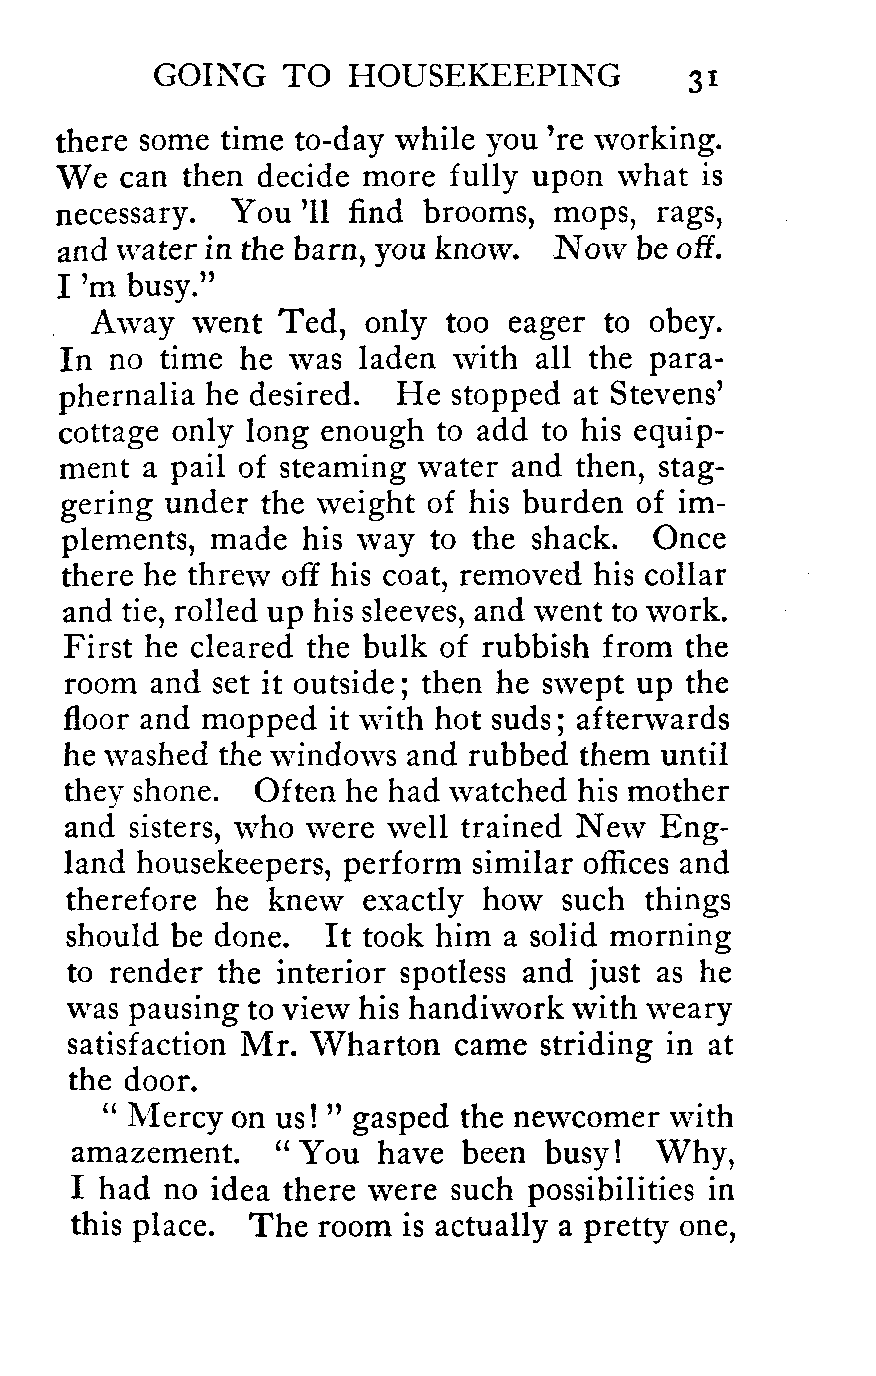 GOING TO HOUSEKEEPING 31
there some time to-day while you 're working.
We can then decide more fully upon what is
necessary. You 'll find brooms, mops, rags,
and water in the barn, you know. Now be off.
I 'm busy."
Away went Ted, only too eager to obey.
In no time he was laden with all the para-
phernalia he desired. He stopped at Stevens'
cottage only long enough to add to his equip-
ment a pail of steaming water and then, stag-
gering under the weight of his burden of im-
plements, made his way to the shack. Once
there he threw off his coat, removed his collar
and tie, rolled up his sleeves, and went to work.
First he cleared the bulk of rubbish from the
room and set it outside; then he swept up the
floor and mopped it with hot suds; afterwards
he washed the windows and rubbed them until
they shone. Often he had watched his mother
and sisters, who were well trained New Eng-
land housekeepers, perform similar offices and
therefore he knew exactly how such things
should be done. It took him a solid morning
to render the interior spotless and just as he
was pausing to view his handiwork with weary
satisfaction Mr. Wharton came striding in at
the door.
" Mercy on us! " gasped the newcomer with
amazement. " You have been busy! Why,
I had no idea there were such possibilities in
this place. The room is actually a pretty one,